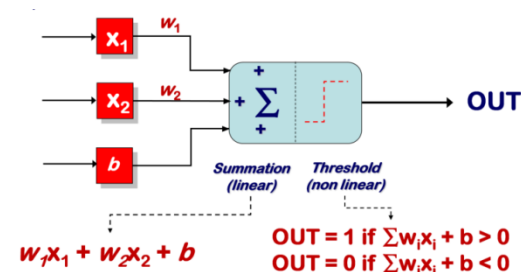 x₁
w₁
x₂
w₂
b
+
+ Σ
+
OUT
Summation
(linear)
Threshold
(non linear)
w₁x₁ + w₂x₂ + b
OUT = 1 if ∑wᵢxᵢ + b > 0
OUT = 0 if ∑wᵢxᵢ + b < 0